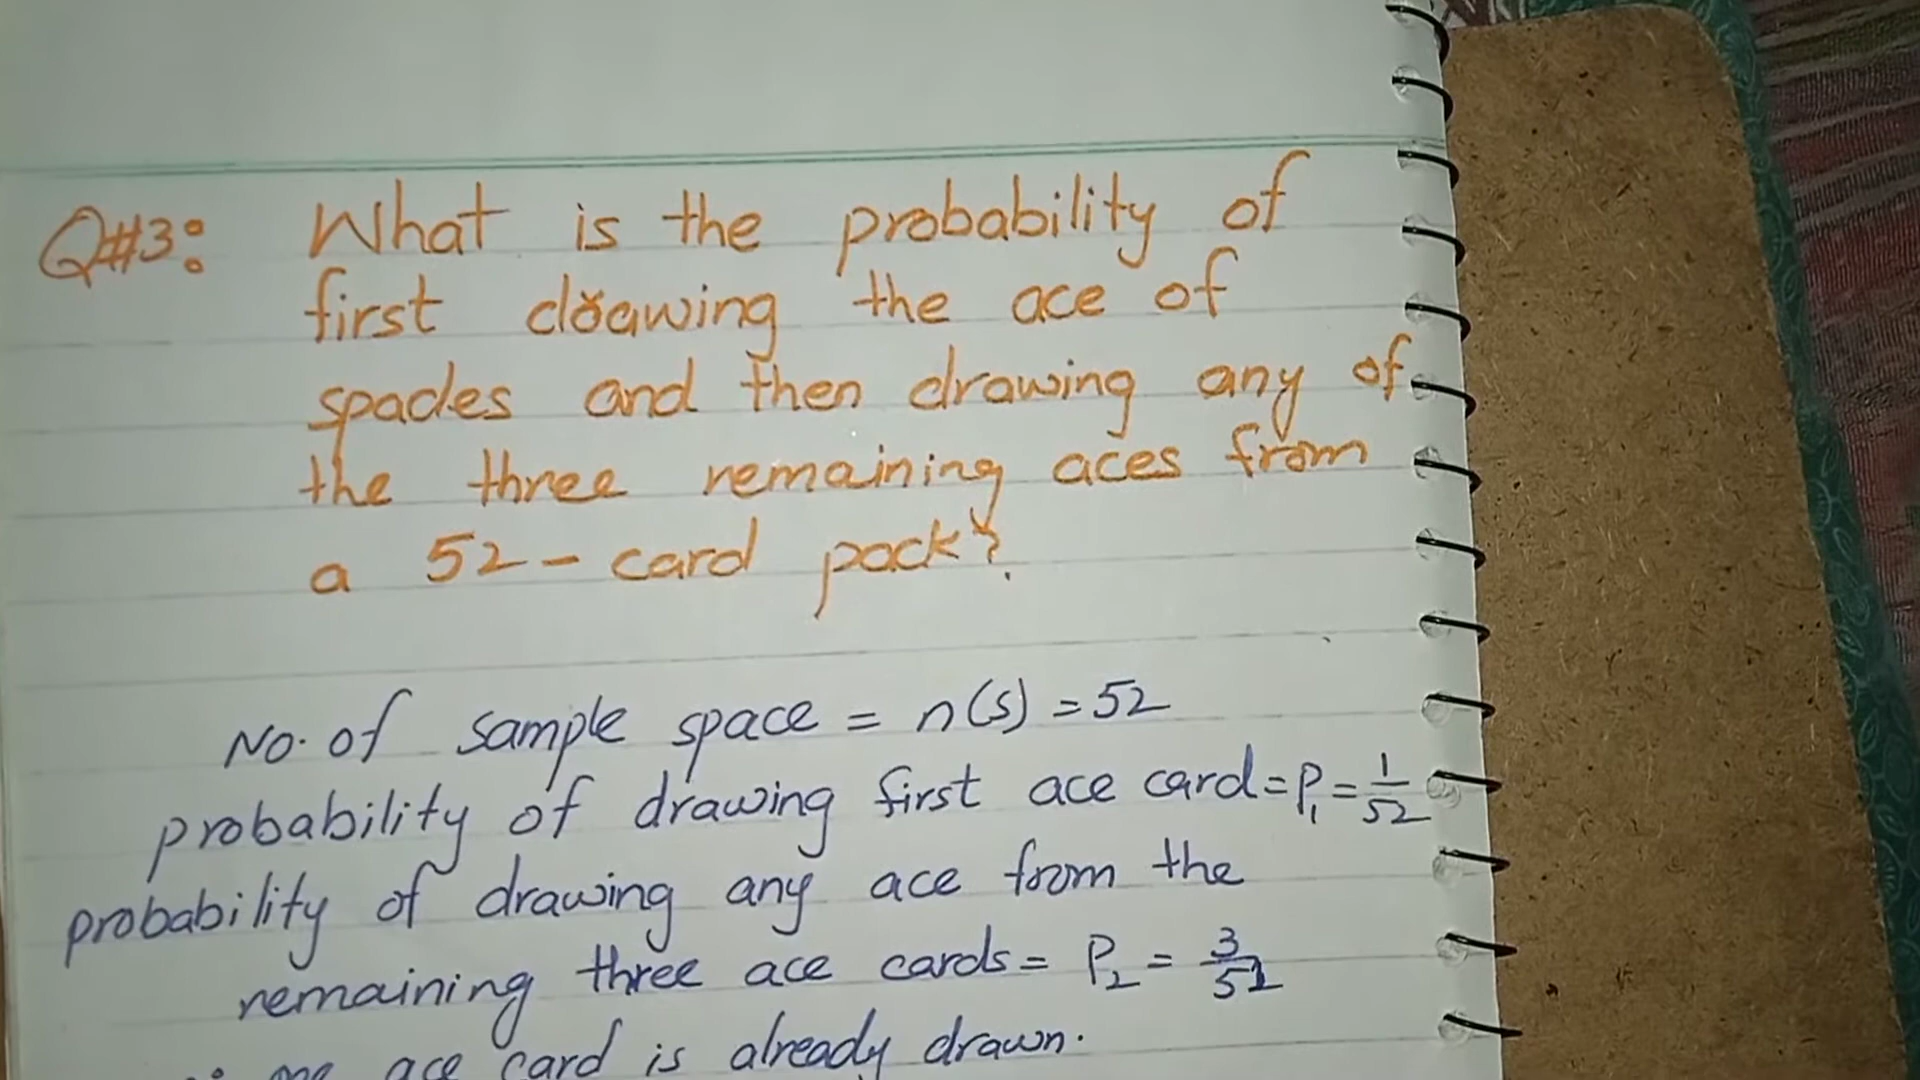 Q#3: What is the probability of
first drawing the ace of
spades and then drawing any of
the three remaining aces from
a 52-card pack?
No. of sample space = n(s) = 52
probability of drawing first ace card = P₁ = 1/52
probability of drawing any ace from the
remaining three ace cards = P₂ = 3/51
∵ one ace card is already drawn.